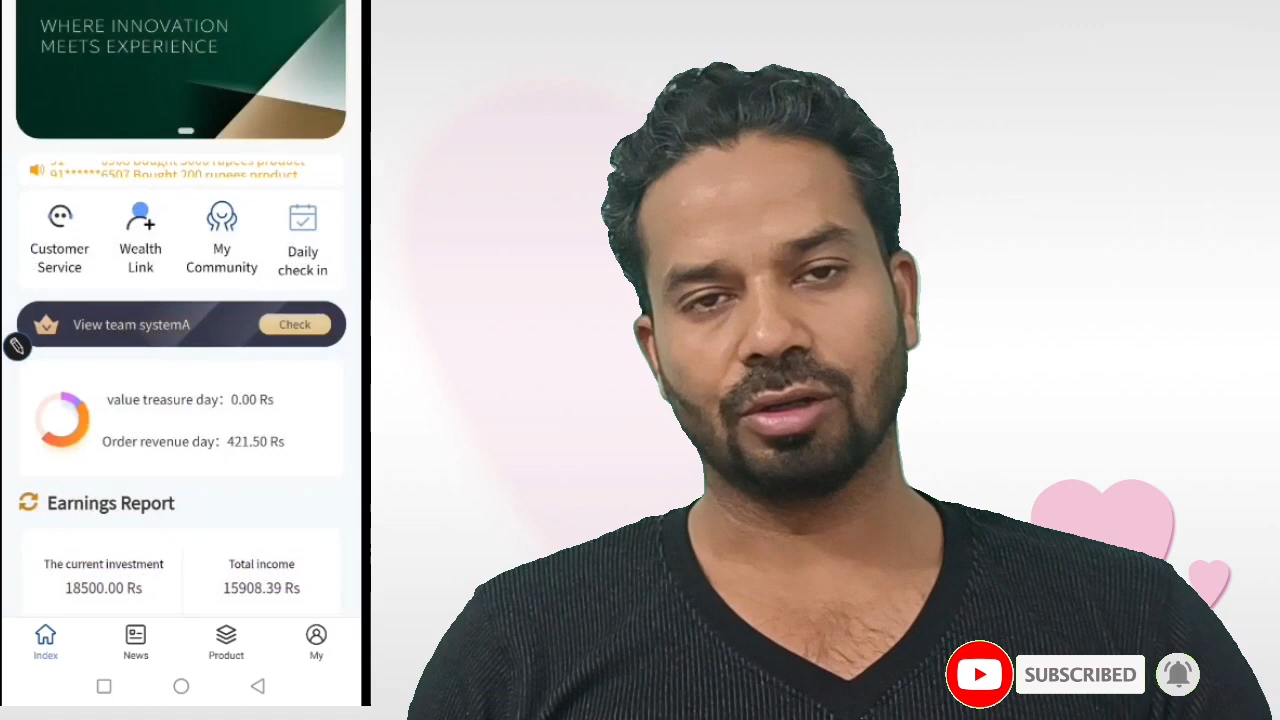 WHERE INNOVATION
MEETS EXPERIENCE
91******6507 Bought 200 rupees product
Customer
Service
Wealth
Link
My
Community
Daily
check in
View team systemA
Check
value treasure day: 0.00 Rs
Order revenue day: 421.50 Rs
Earnings Report
The current investment
18500.00 Rs
Total income
15908.39 Rs
Index
News
Product
My
SUBSCRIBED